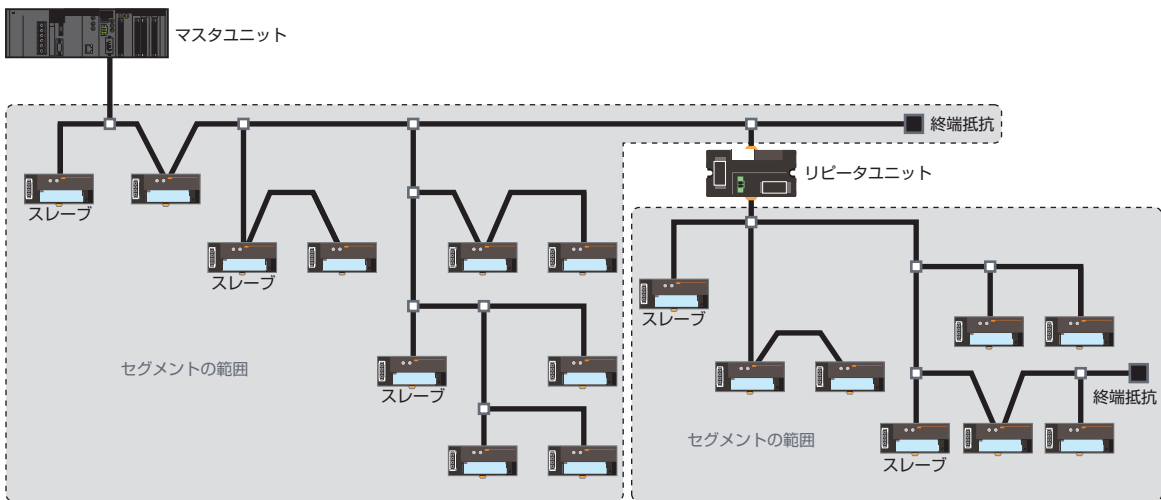 マスタユニット
終端抵抗
リピータユニット
スレーブ
スレーブ
スレーブ
セグメントの範囲
スレーブ
スレーブ
終端抵抗
セグメントの範囲
スレーブ